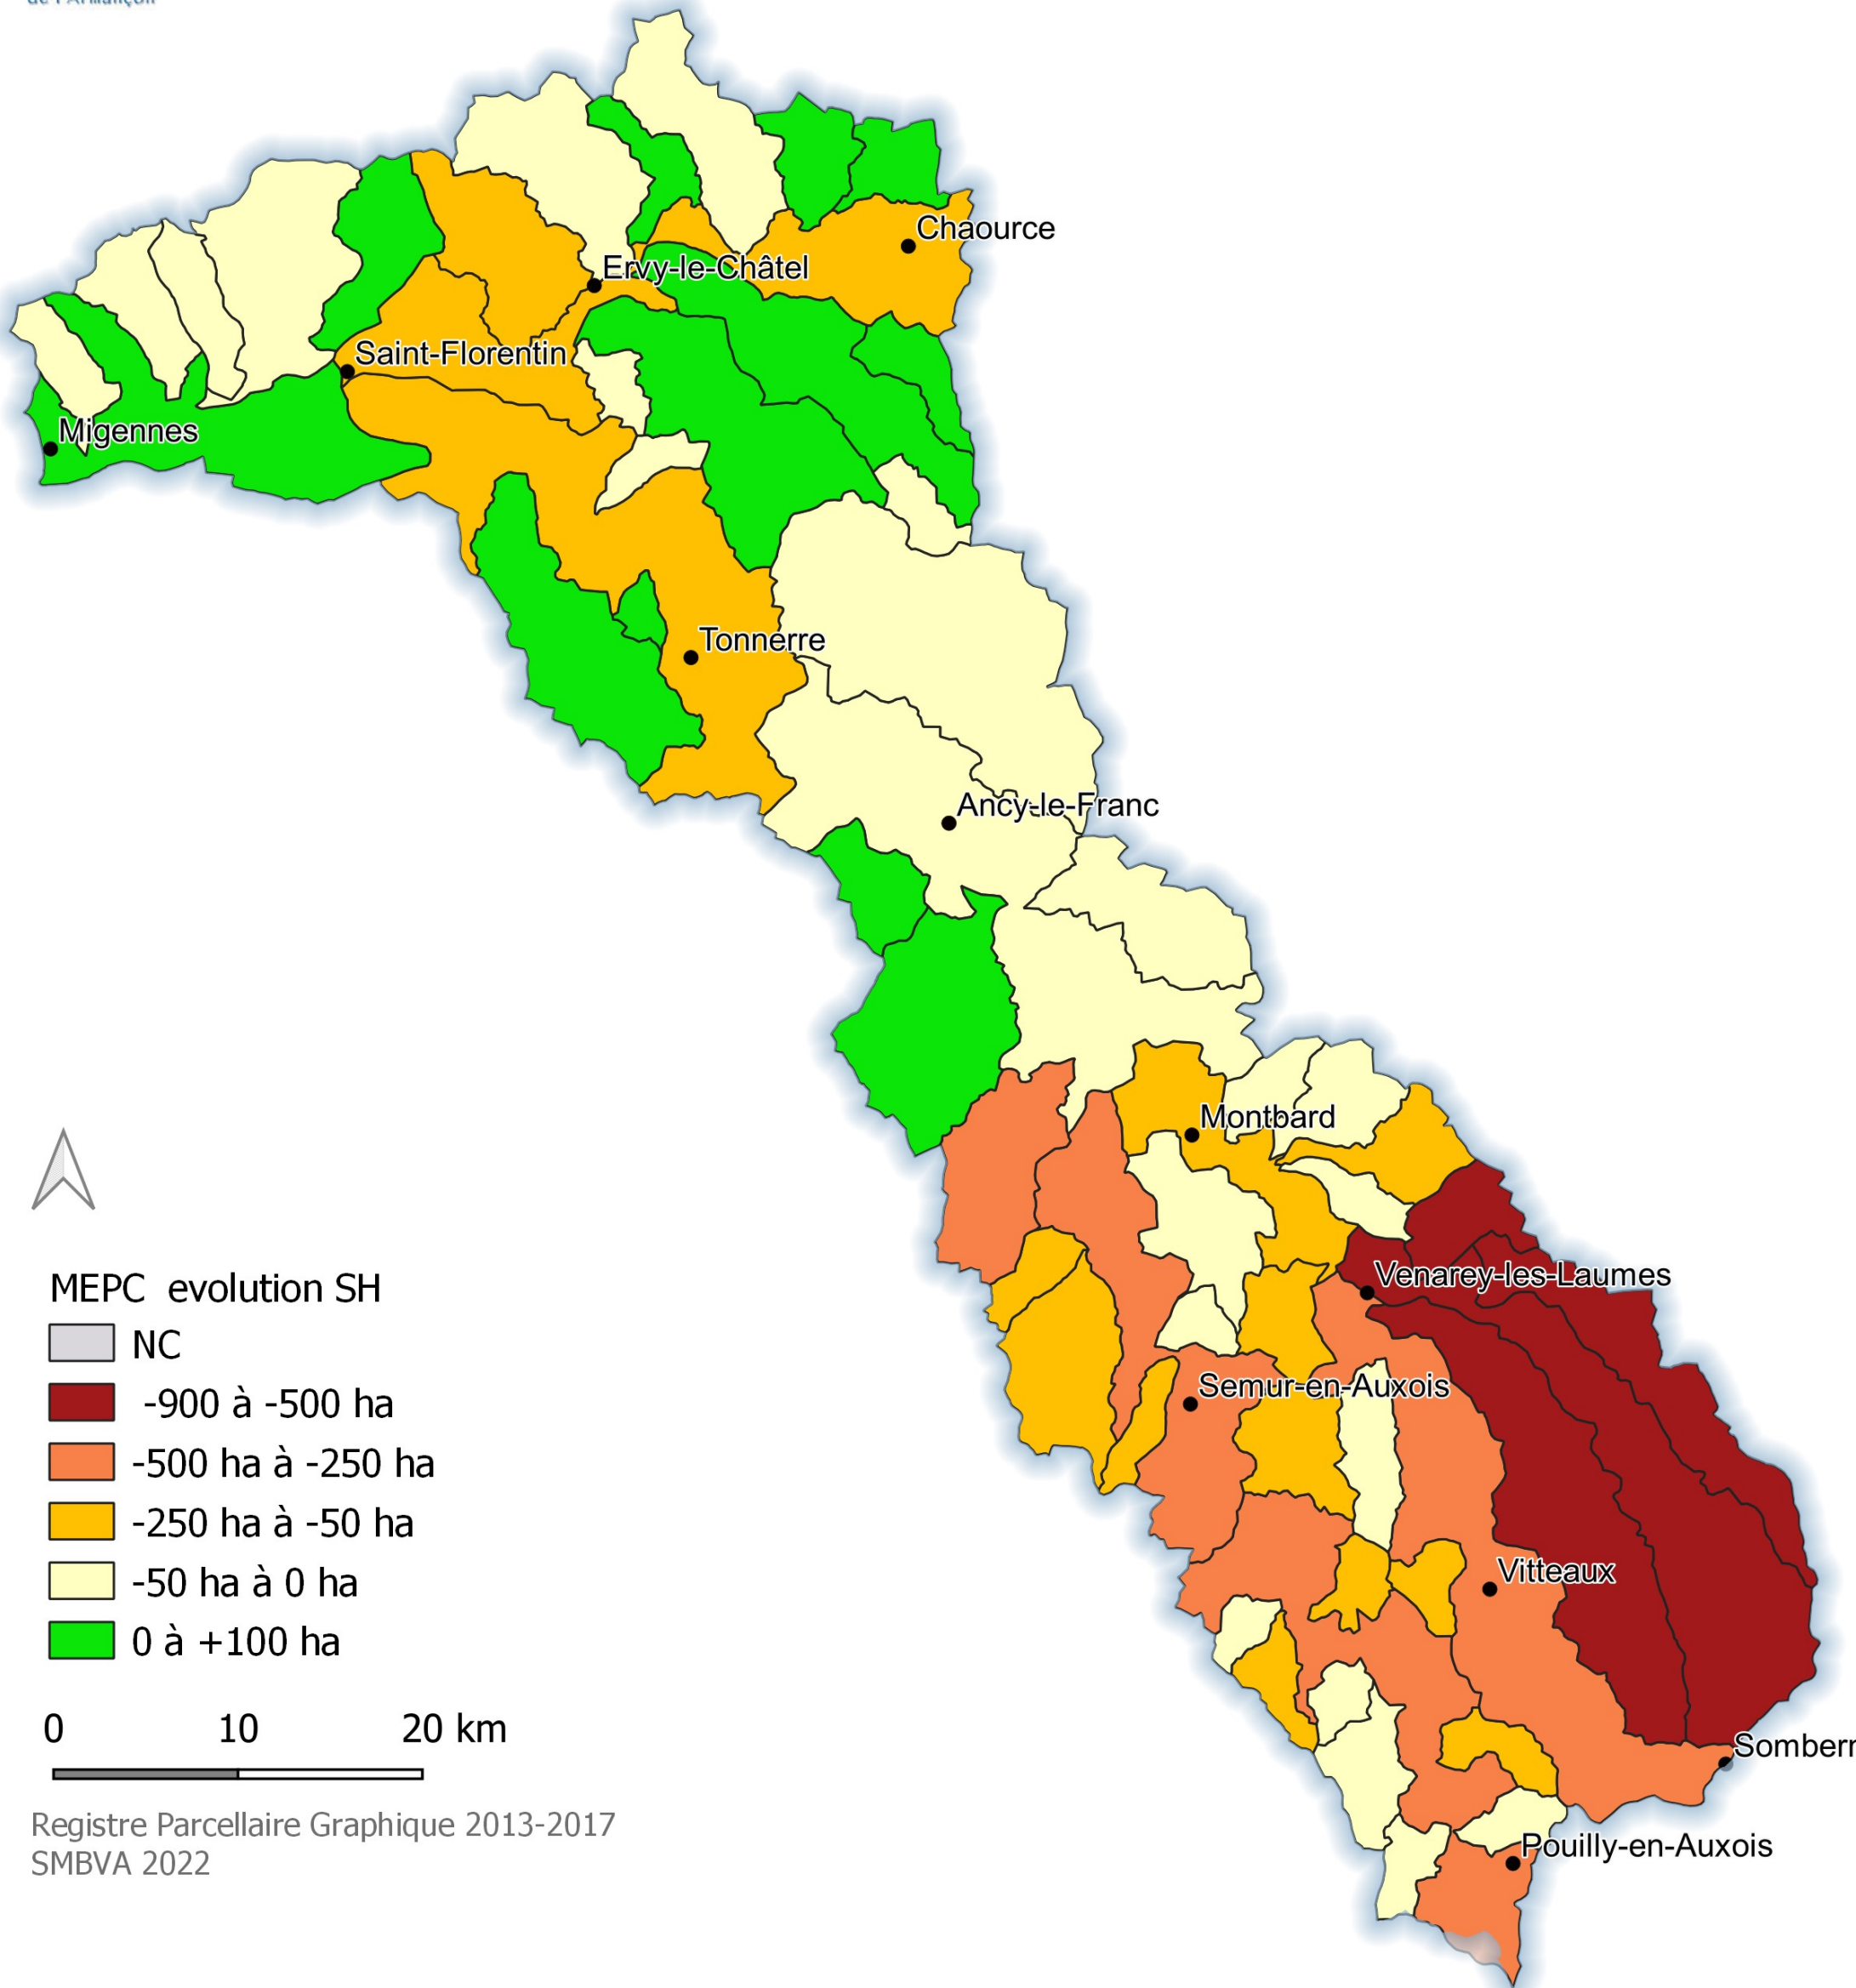 de l'Armançon
Chaource
Ervy-le-Châtel
Saint-Florentin
Migennes
Tonnerre
Ancy-le-Franc
Montbard
Venarey-les-Laumes
Semur-en-Auxois
Vitteaux
Pouilly-en-Auxois
MEPC evolution SH
NC
-900 à -500 ha
-500 ha à -250 ha
-250 ha à -50 ha
-50 ha à 0 ha
0 à +100 ha
0 10 20 km
Registre Parcellaire Graphique 2013-2017
SMBVA 2022